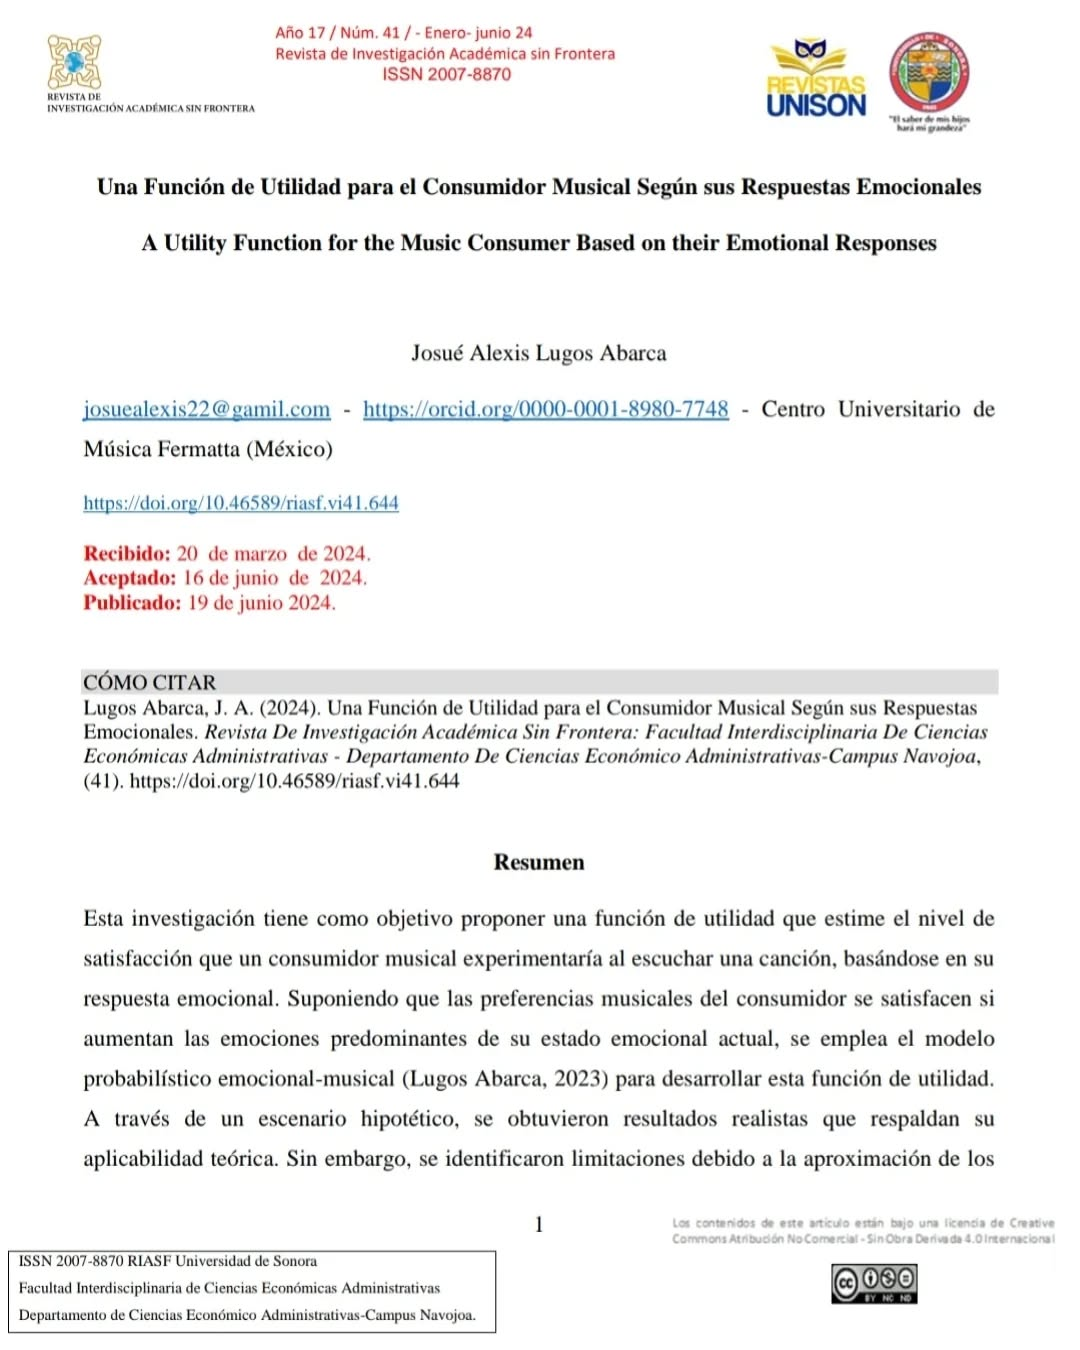 Año 17 / Núm. 41 / - Enero- junio 24
Revista de Investigación Académica sin Frontera
ISSN 2007-8870
REVISTA DE
INVESTIGACIÓN ACADÉMICA SIN FRONTERA
REVISTAS
UNISON
"El saber de mis hijos
hará mi grandeza"
Una Función de Utilidad para el Consumidor Musical Según sus Respuestas Emocionales
A Utility Function for the Music Consumer Based on their Emotional Responses
Josué Alexis Lugos Abarca
josuealexis22@gamil.com - https://orcid.org/0000-0001-8980-7748 - Centro Universitario de
Música Fermatta (México)
https://doi.org/10.46589/riasf.vi41.644
Recibido: 20 de marzo de 2024.
Aceptado: 16 de junio de 2024.
Publicado: 19 de junio 2024.
CÓMO CITAR
Lugos Abarca, J. A. (2024). Una Función de Utilidad para el Consumidor Musical Según sus Respuestas
Emocionales. Revista De Investigación Académica Sin Frontera: Facultad Interdisciplinaria De Ciencias
Económicas Administrativas - Departamento De Ciencias Económico Administrativas-Campus Navojoa,
(41). https://doi.org/10.46589/riasf.vi41.644
Resumen
Esta investigación tiene como objetivo proponer una función de utilidad que estime el nivel de
satisfacción que un consumidor musical experimentaría al escuchar una canción, basándose en su
respuesta emocional. Suponiendo que las preferencias musicales del consumidor se satisfacen si
aumentan las emociones predominantes de su estado emocional actual, se emplea el modelo
probabilístico emocional-musical (Lugos Abarca, 2023) para desarrollar esta función de utilidad.
A través de un escenario hipotético, se obtuvieron resultados realistas que respaldan su
aplicabilidad teórica. Sin embargo, se identificaron limitaciones debido a la aproximación de los
1
Los contenidos de este artículo están bajo una licencia de Creative
Commons Atribución No Comercial - Sin Obra Derivada 4.0 Internacional
ISSN 2007-8870 RIASF Universidad de Sonora
Facultad Interdisciplinaria de Ciencias Económicas Administrativas
Departamento de Ciencias Económico Administrativas-Campus Navojoa.
cc
BY NC ND